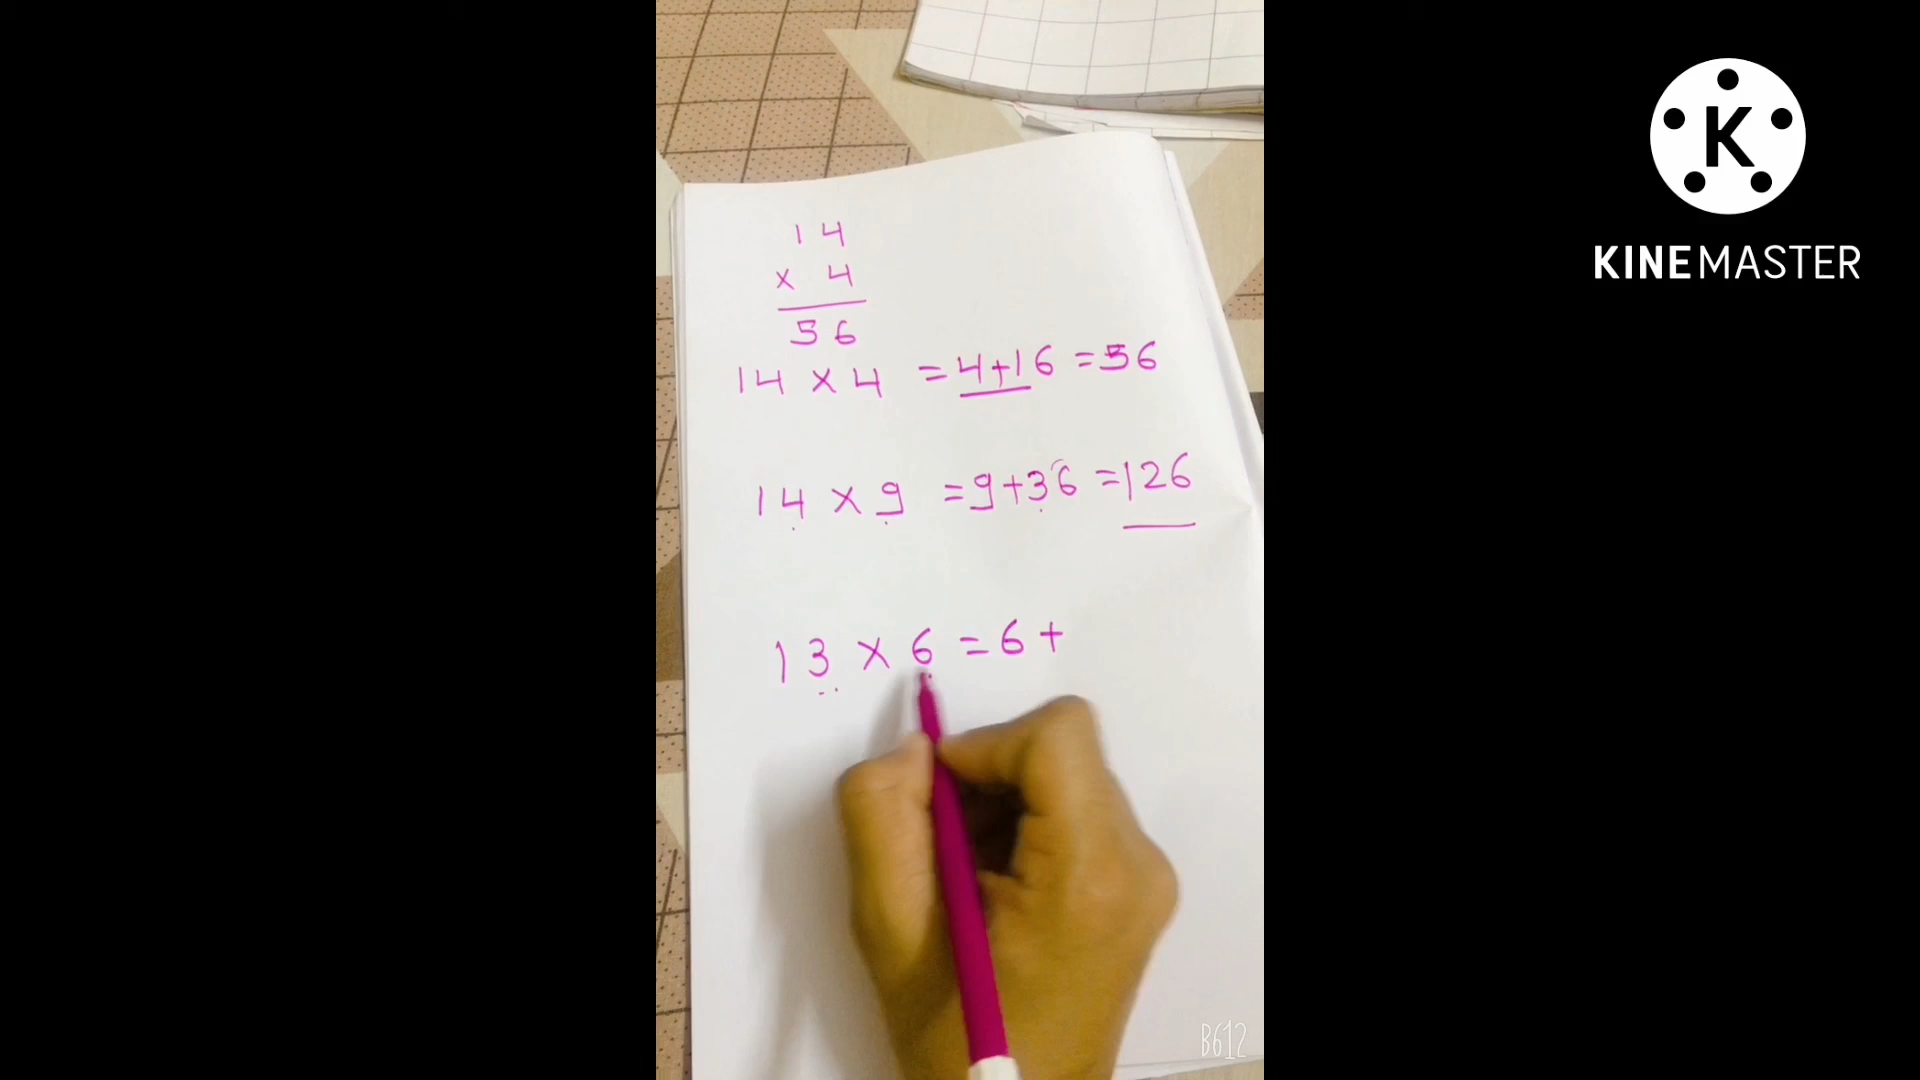 14
× 4
56
14 × 4 = 4+16 = 56
14 × 9 = 9+36 = 126
13 × 6 = 6 +
K
KINEMASTER
B612